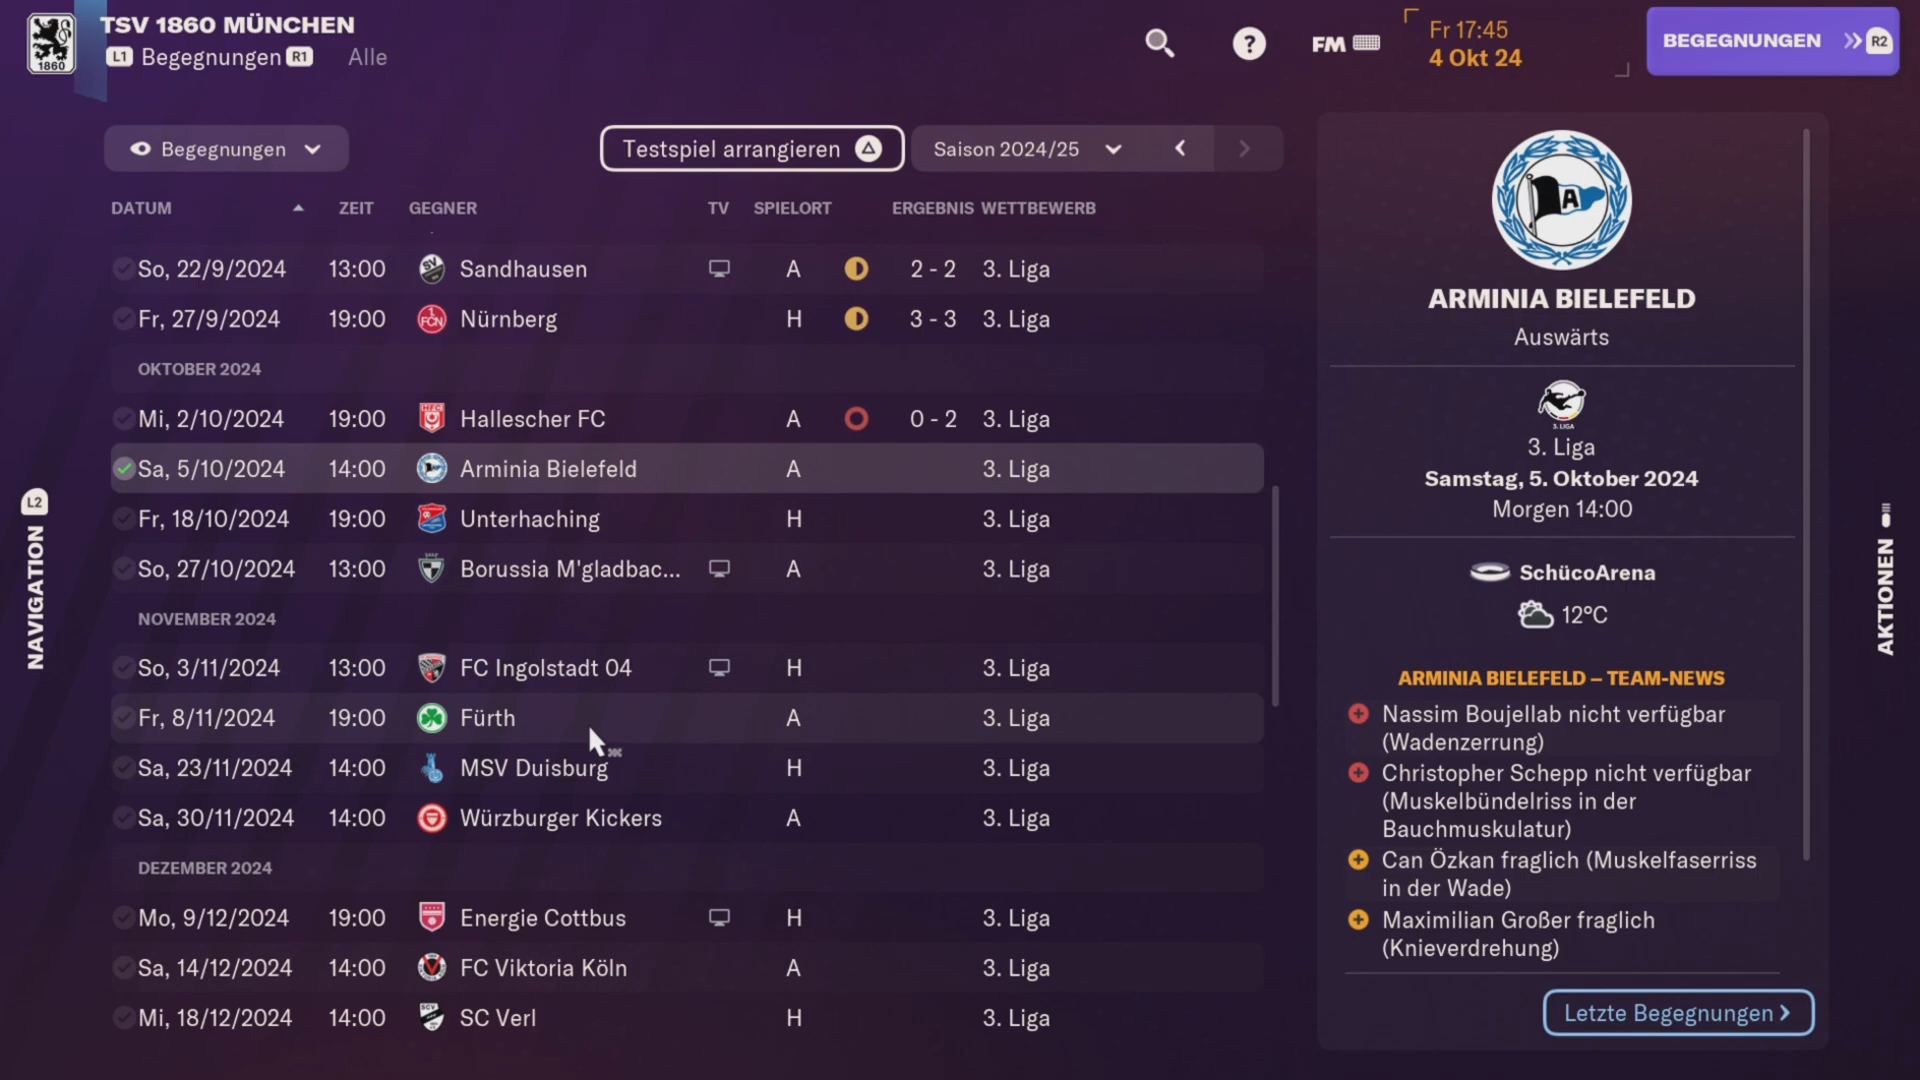 TSV 1860 MÜNCHEN
L1 Begegnungen R1 Alle
1860
FM
Fr 17:45
4 Okt 24
BEGEGNUNGEN R2
Begegnungen
Testspiel arrangieren
Saison 2024/25
DATUM ZEIT GEGNER TV SPIELORT ERGEBNIS WETTBEWERB
So, 22/9/2024 13:00 Sandhausen A 2 - 2 3. Liga
Fr, 27/9/2024 19:00 Nürnberg H 3 - 3 3. Liga
OKTOBER 2024
Mi, 2/10/2024 19:00 Hallescher FC A 0 - 2 3. Liga
Sa, 5/10/2024 14:00 Arminia Bielefeld A 3. Liga
Fr, 18/10/2024 19:00 Unterhaching H 3. Liga
So, 27/10/2024 13:00 Borussia M'gladbac... A 3. Liga
NOVEMBER 2024
So, 3/11/2024 13:00 FC Ingolstadt 04 H 3. Liga
Fr, 8/11/2024 19:00 Fürth A 3. Liga
Sa, 23/11/2024 14:00 MSV Duisburg H 3. Liga
Sa, 30/11/2024 14:00 Würzburger Kickers A 3. Liga
DEZEMBER 2024
Mo, 9/12/2024 19:00 Energie Cottbus H 3. Liga
Sa, 14/12/2024 14:00 FC Viktoria Köln A 3. Liga
Mi, 18/12/2024 14:00 SC Verl H 3. Liga
L2
NAVIGATION
A
ARMINIA BIELEFELD
Auswärts
3. LIGA
3. Liga
Samstag, 5. Oktober 2024
Morgen 14:00
SchücoArena
12°C
ARMINIA BIELEFELD – TEAM-NEWS
Nassim Boujellab nicht verfügbar
(Wadenzerrung)
Christopher Schepp nicht verfügbar
(Muskelbündelriss in der
Bauchmuskulatur)
Can Özkan fraglich (Muskelfaserriss
in der Wade)
Maximilian Großer fraglich
(Knieverdrehung)
Letzte Begegnungen
AKTIONEN